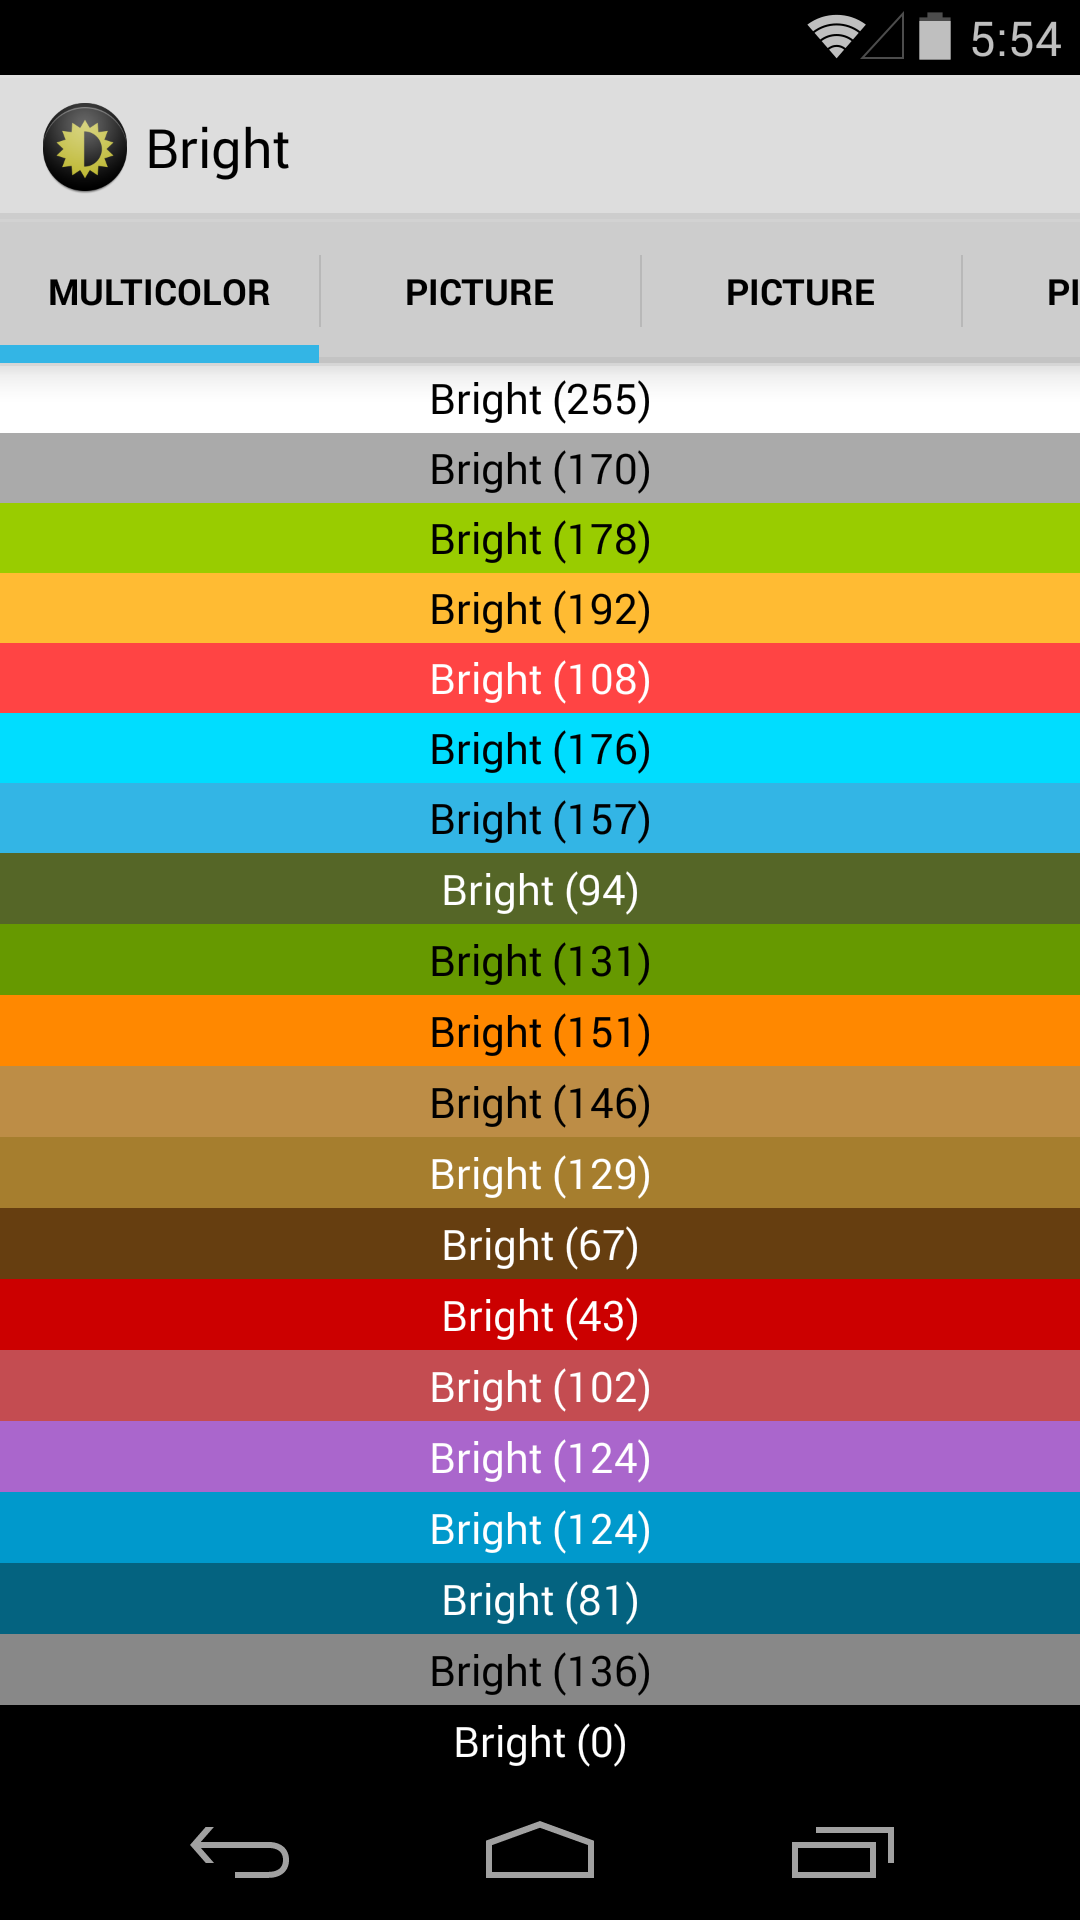 5:54
Bright
MULTICOLOR PICTURE PICTURE PI
Bright (255)
Bright (170)
Bright (178)
Bright (192)
Bright (108)
Bright (176)
Bright (157)
Bright (94)
Bright (131)
Bright (151)
Bright (146)
Bright (129)
Bright (67)
Bright (43)
Bright (102)
Bright (124)
Bright (124)
Bright (81)
Bright (136)
Bright (0)